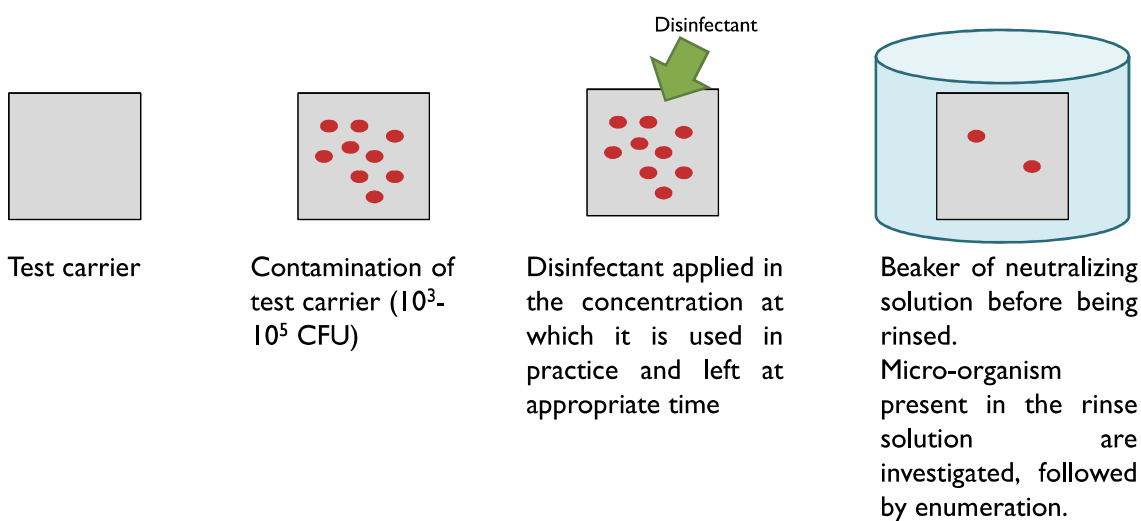 Disinfectant
Test carrier
Contamination of
test carrier (10³-
10⁵ CFU)
Disinfectant applied in
the concentration at
which it is used in
practice and left at
appropriate time
Beaker of neutralizing
solution before being
rinsed.
Micro-organism
present in the rinse
solution are
investigated, followed
by enumeration.